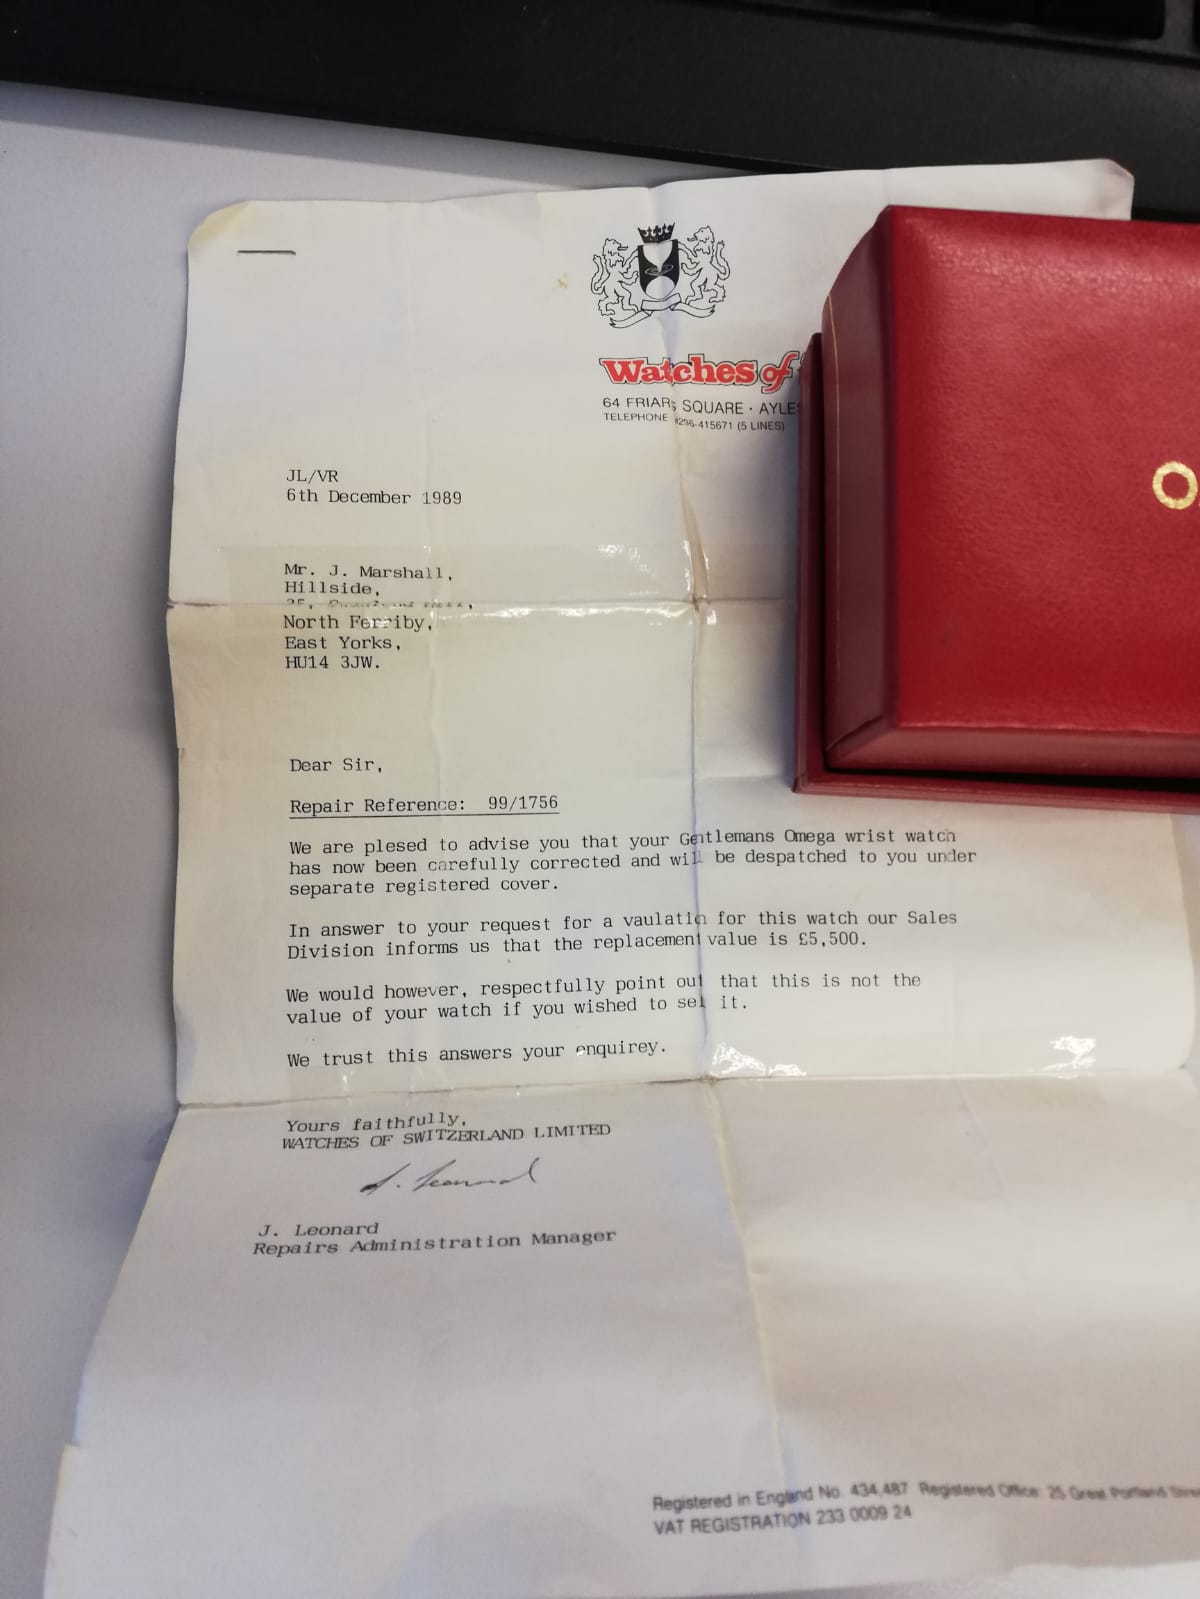 Watches of
64 FRIARS SQUARE · AYLES
TELEPHONE 0296-415671 (5 LINES)
O
JL/VR
6th December 1989
Mr. J. Marshall,
Hillside,
North Ferriby,
East Yorks,
HU14 3JW.
Dear Sir,
Repair Reference: 99/1756
We are plesed to advise you that your Gentlemans Omega wrist watch
has now been carefully corrected and will be despatched to you under
separate registered cover.
In answer to your request for a vaulation for this watch our Sales
Division informs us that the replacement value is £5,500.
We would however, respectfully point out that this is not the
value of your watch if you wished to sell it.
We trust this answers your enquirey.
Yours faithfully,
WATCHES OF SWITZERLAND LIMITED
J. Leonard
J. Leonard
Repairs Administration Manager
Registered in England No. 434,487 Registered Office: 25 Great Portland Stree
VAT REGISTRATION 233 0009 24